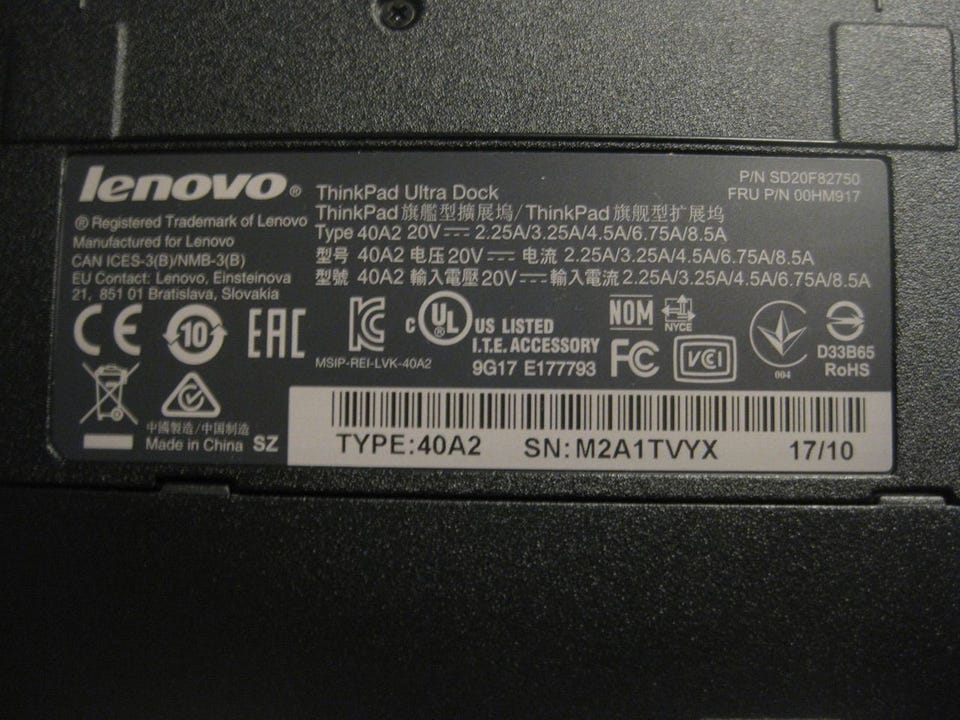 lenovo® ThinkPad Ultra Dock
P/N SD20F82750
FRU P/N 00HM917
® Registered Trademark of Lenovo
Manufactured for Lenovo
CAN ICES-3(B)/NMB-3(B)
EU Contact: Lenovo, Einsteinova
21, 851 01 Bratislava, Slovakia
ThinkPad 旗艦型擴展塢/ThinkPad 旗舰型扩展坞
Type 40A2 20V⎓ 2.25A/3.25A/4.5A/6.75A/8.5A
型号 40A2 电压 20V⎓ 电流 2.25A/3.25A/4.5A/6.75A/8.5A
型號 40A2 輸入電壓 20V⎓ 輸入電流 2.25A/3.25A/4.5A/6.75A/8.5A
CE 10 EAC KC
MSIP-REI-LVK-40A2
c UL® US LISTED
I.T.E. ACCESSORY
9G17 E177793
NOM NYCE
FC VCI
004
D33B65
RoHS
中國製造/中国制造
Made in China SZ
TYPE:40A2 SN:M2A1TVYX 17/10